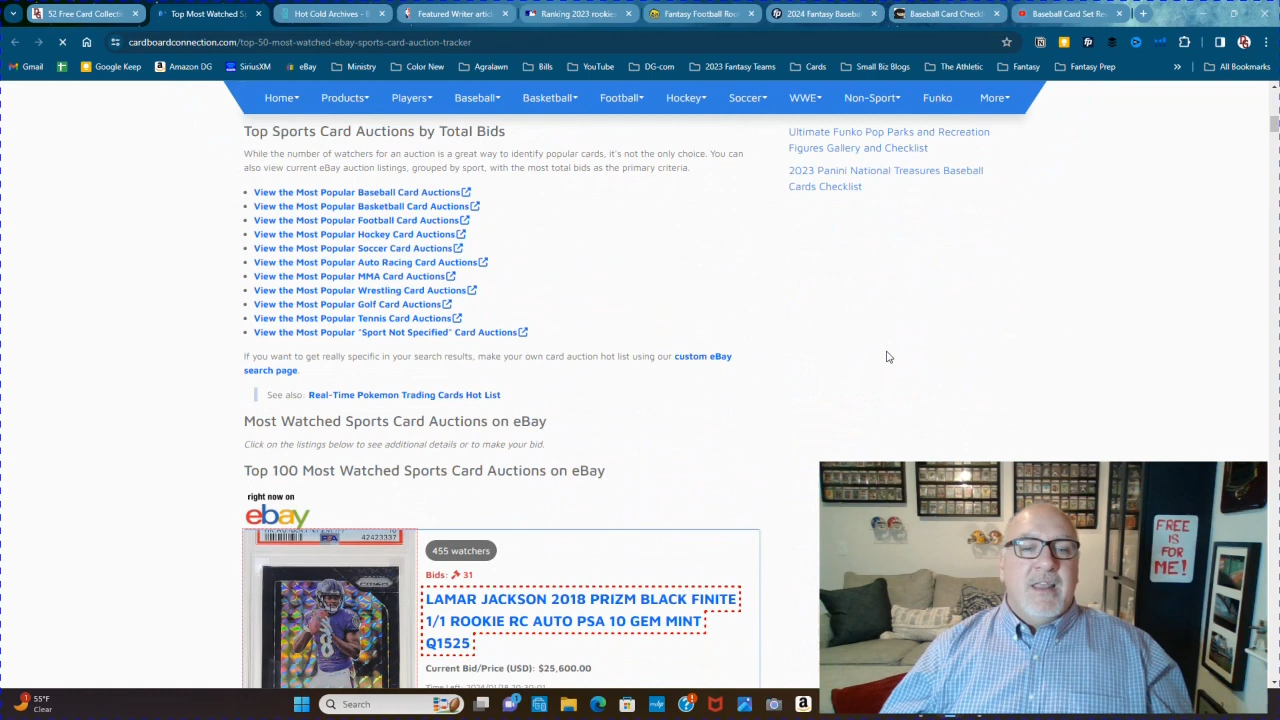 52 Free Card Collecti
Top Most Watched S
Hot Cold Archives - B
Featured Writer artic
Ranking 2023 rookies
Fantasy Football Roo
2024 Fantasy Baseba
Baseball Card Check
Baseball Card Set Re
cardboardconnection.com/top-50-most-watched-ebay-sports-card-auction-tracker
Gmail
Google Keep
Amazon DG
SiriusXM
eBay
Ministry
Color New
Agralawn
Bills
YouTube
DG-com
2023 Fantasy Teams
Cards
Small Biz Blogs
The Athletic
Fantasy
Fantasy Prep
»
All Bookmarks
Home
Products
Players
Baseball
Basketball
Football
Hockey
Soccer
WWE
Non-Sport
Funko
More
Top Sports Card Auctions by Total Bids
While the number of watchers for an auction is a great way to identify popular cards, it's not the only choice. You can
also view current eBay auction listings, grouped by sport, with the most total bids as the primary criteria.
View the Most Popular Baseball Card Auctions
View the Most Popular Basketball Card Auctions
View the Most Popular Football Card Auctions
View the Most Popular Hockey Card Auctions
View the Most Popular Soccer Card Auctions
View the Most Popular Auto Racing Card Auctions
View the Most Popular MMA Card Auctions
View the Most Popular Wrestling Card Auctions
View the Most Popular Golf Card Auctions
View the Most Popular Tennis Card Auctions
View the Most Popular "Sport Not Specified" Card Auctions
If you want to get really specific in your search results, make your own card auction hot list using our custom eBay
search page.
See also: Real-Time Pokemon Trading Cards Hot List
Most Watched Sports Card Auctions on eBay
Click on the listings below to see additional details or to make your bid.
Top 100 Most Watched Sports Card Auctions on eBay
right now on
ebay
42423337
455 watchers
Bids: 31
LAMAR JACKSON 2018 PRIZM BLACK FINITE
1/1 ROOKIE RC AUTO PSA 10 GEM MINT
Q1525
Current Bid/Price (USD): $25,600.00
Ultimate Funko Pop Parks and Recreation
Figures Gallery and Checklist
2023 Panini National Treasures Baseball
Cards Checklist
FREE
IS FOR
ME!
55°F
Clear
Search